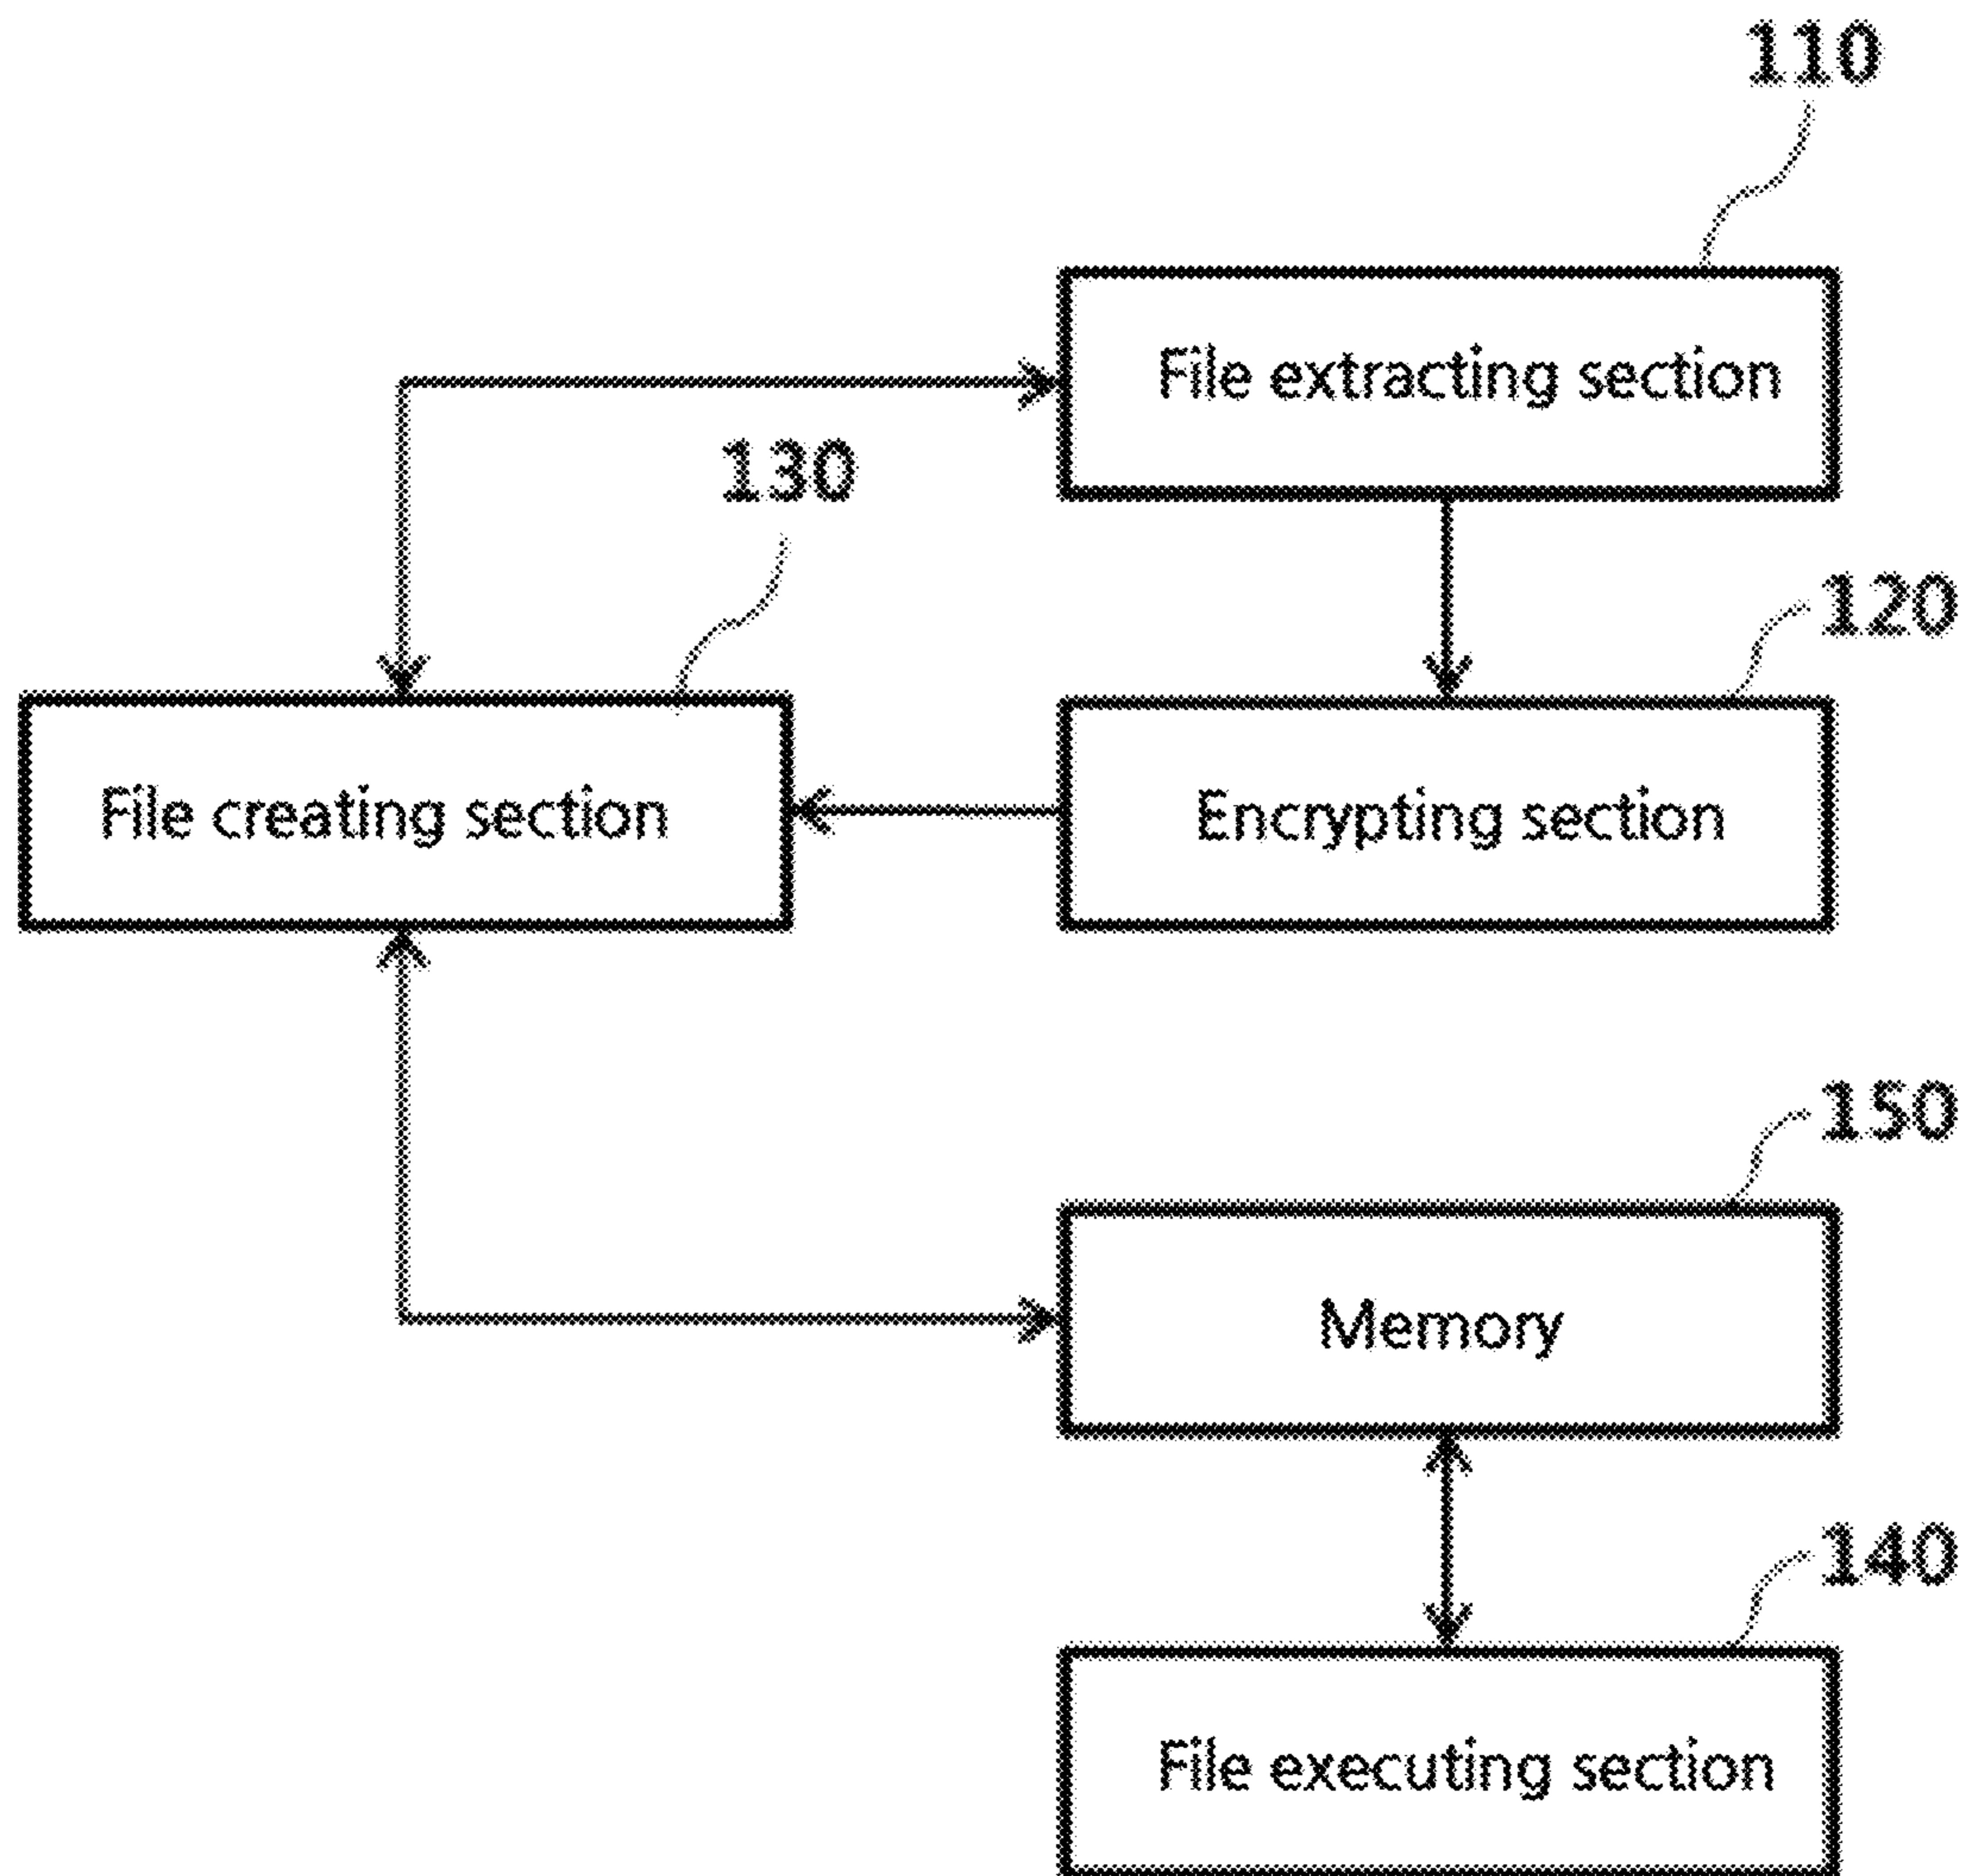 110
File extracting section
130
120
File creating section
Encrypting section
150
Memory
140
File executing section